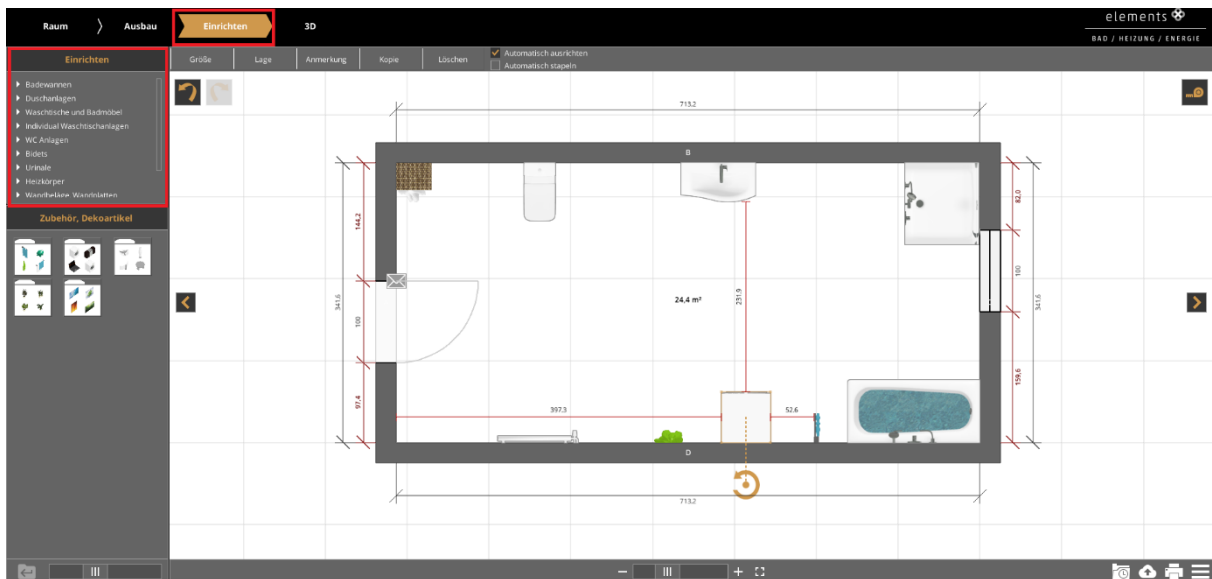 Raum
Ausbau
Einrichten
3D
elements
BAD / HEIZUNG / ENERGIE
Einrichten
Größe
Lage
Anmerkung
Kopie
Löschen
Automatisch ausrichten
Automatisch stapeln
Badewannen
Duschanlagen
Waschtische und Badmöbel
Individual Waschtischanlagen
WC Anlagen
Bidets
Urinale
Heizkörper
Wandbeläge Wandplatten
Zubehör, Dekoartikel
713,2
B
82,0
144,2
100
341,6
24,4 m²
231,9
341,6
100
159,6
97,4
397,3
52,6
D
713,2